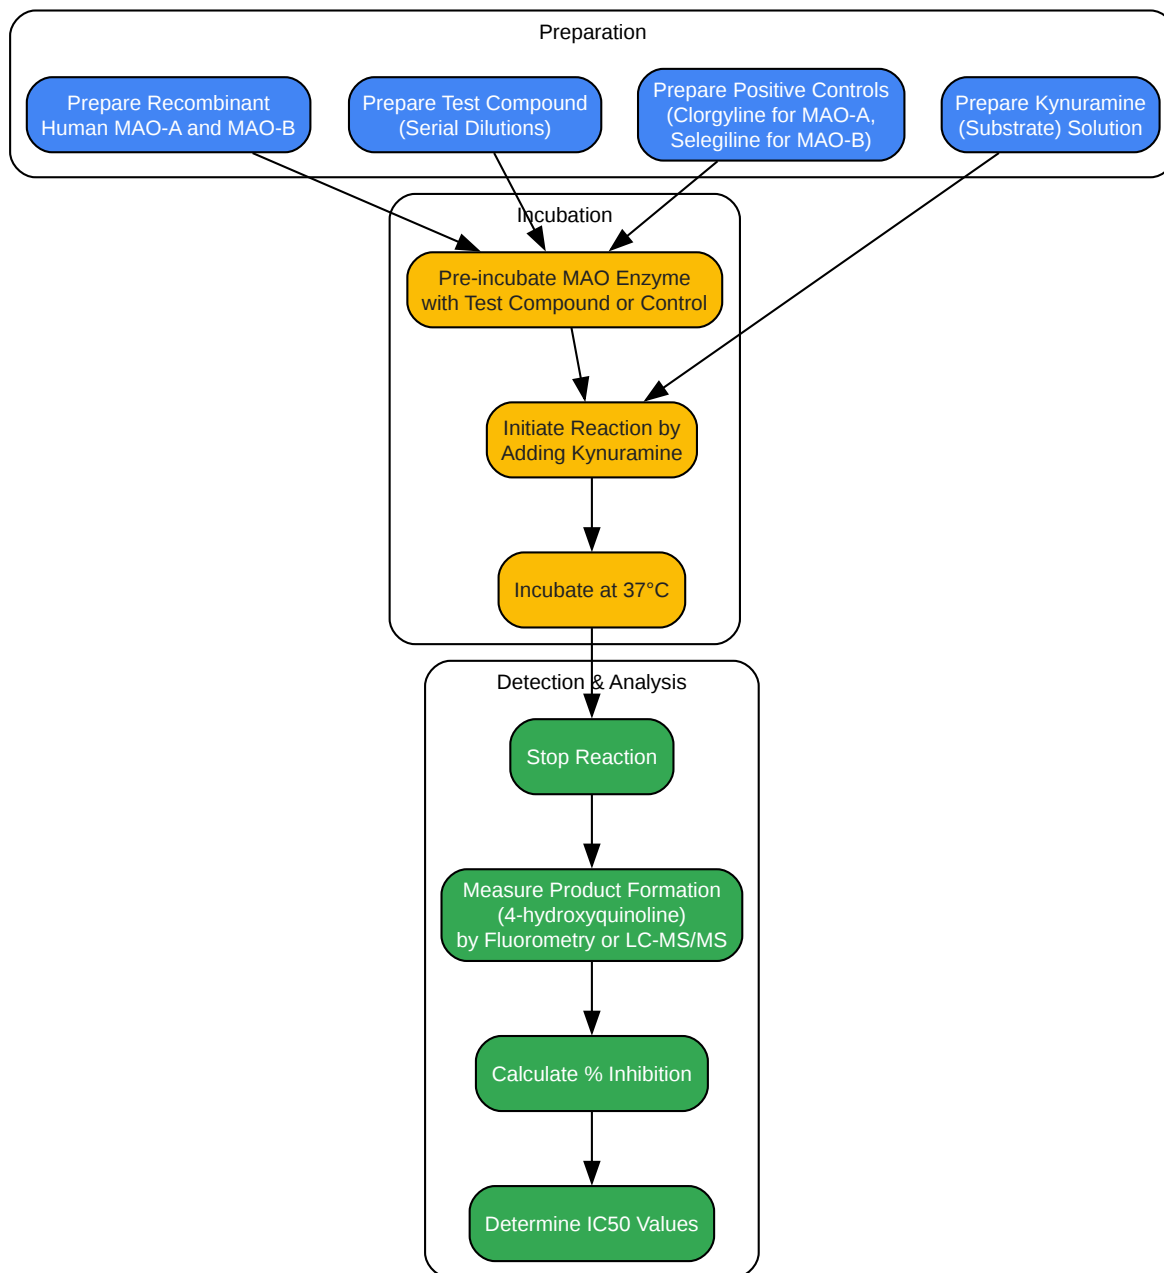 Preparation
Prepare Recombinant
Human MAO-A and MAO-B
Prepare Test Compound
(Serial Dilutions)
Prepare Positive Controls
(Clorgyline for MAO-A,
Selegiline for MAO-B)
Prepare Kynuramine
(Substrate) Solution
Incubation
Pre-incubate MAO Enzyme
with Test Compound or Control
Initiate Reaction by
Adding Kynuramine
Incubate at 37°C
Detection & Analysis
Stop Reaction
Measure Product Formation
(4-hydroxyquinoline)
by Fluorometry or LC-MS/MS
Calculate % Inhibition
Determine IC50 Values